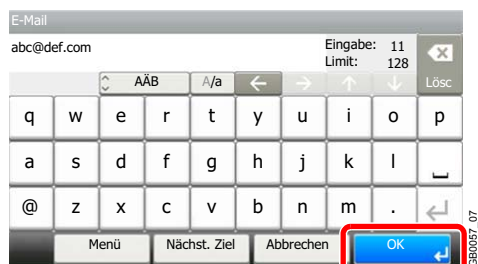 E-Mail
abc@def.com
Eingabe: 11
Limit: 128
AÄB A/a Lösc
q w e r t y u i o p
a s d f g h j k l
@ z x c v b n m .
Menü Nächst. Ziel Abbrechen OK
GB0057_07